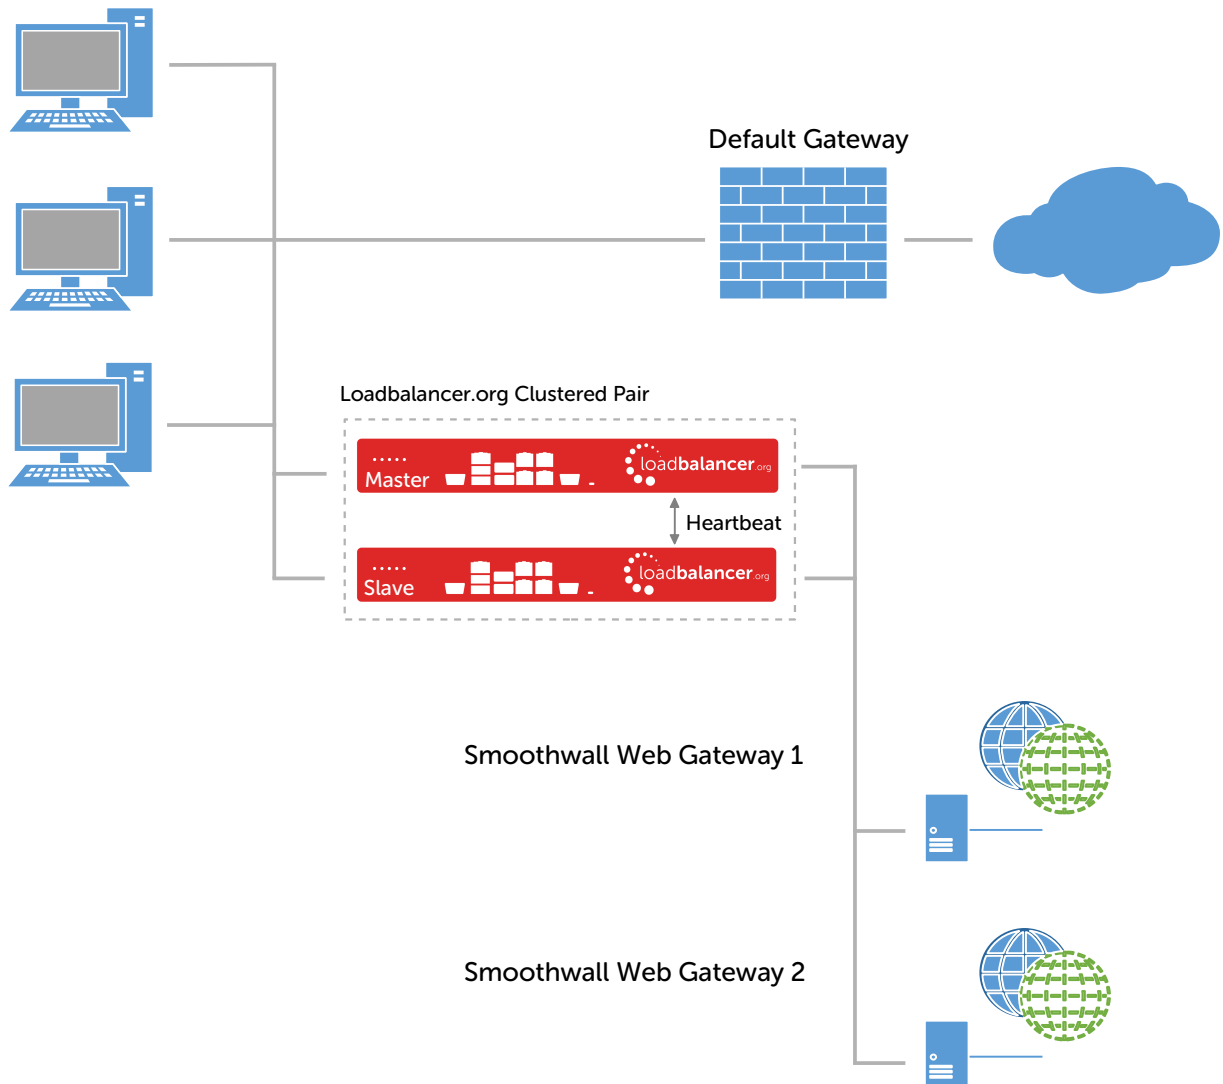 Default Gateway
Loadbalancer.org Clustered Pair
Master
loadbalancer.org
Heartbeat
Slave
loadbalancer.org
Smoothwall Web Gateway 1
Smoothwall Web Gateway 2